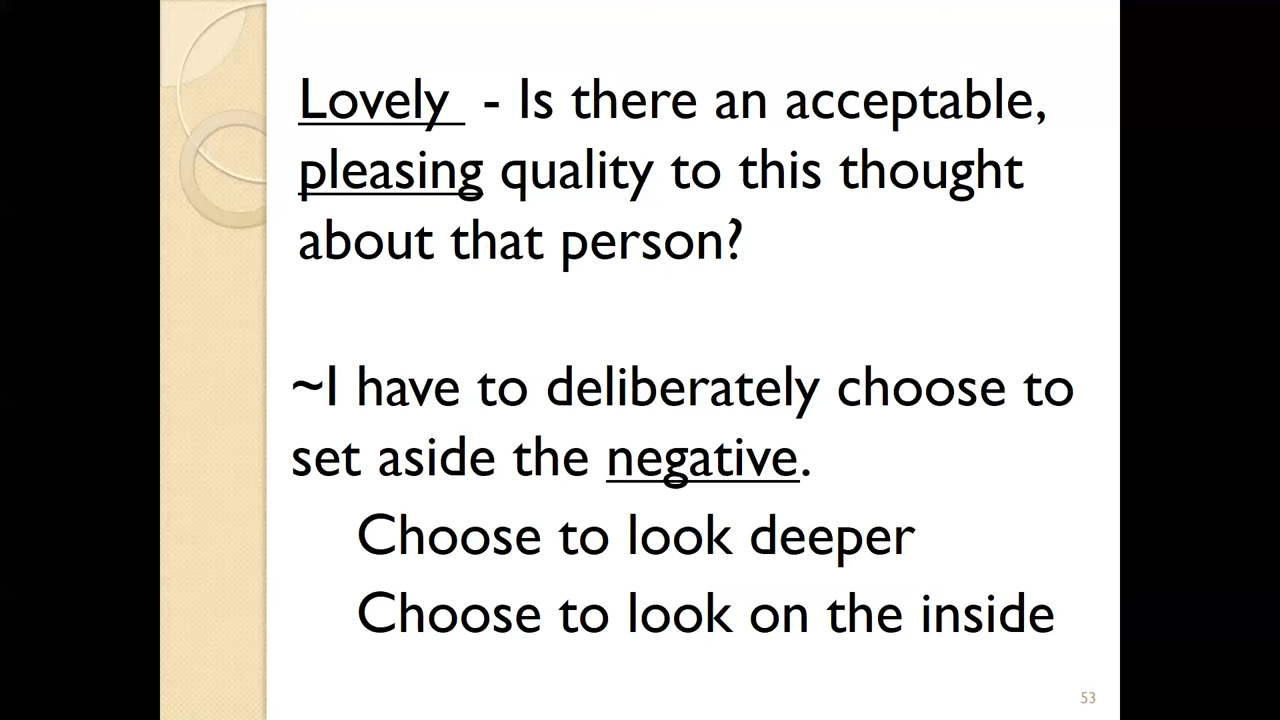 Lovely - Is there an acceptable,
pleasing quality to this thought
about that person?
~I have to deliberately choose to
set aside the negative.
Choose to look deeper
Choose to look on the inside
53